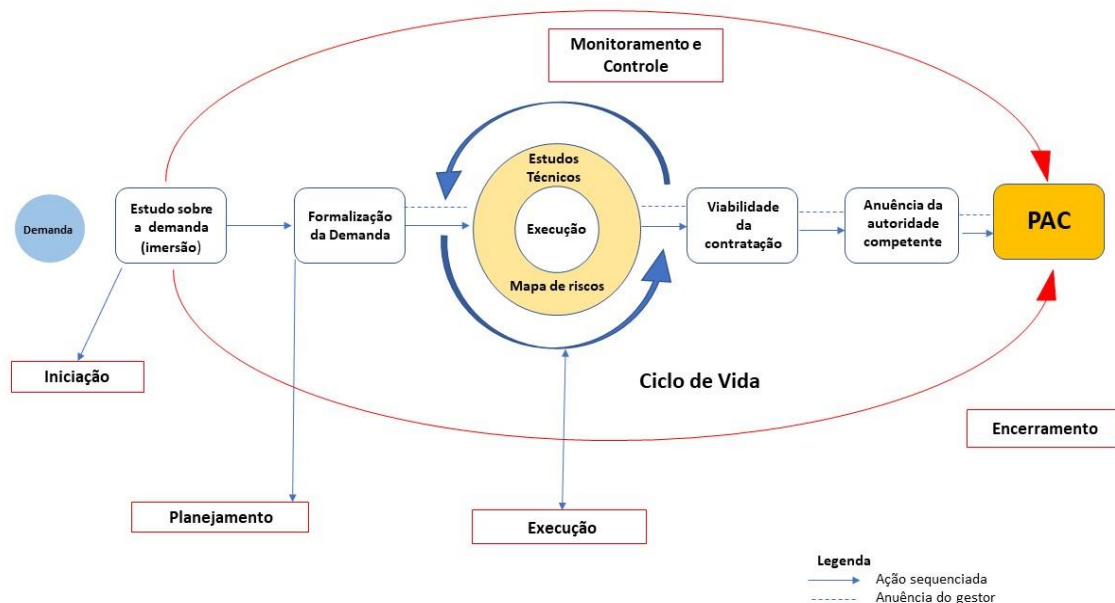 Monitoramento e
Controle
Demanda
Estudo sobre
a demanda
(imersão)
Formalização
da Demanda
Estudos
Técnicos
Execução
Mapa de riscos
Viabilidade
da
contratação
Anuência da
autoridade
competente
PAC
Iniciação
Ciclo de Vida
Encerramento
Planejamento
Execução
Legenda
Ação sequenciada
Anuência do gestor